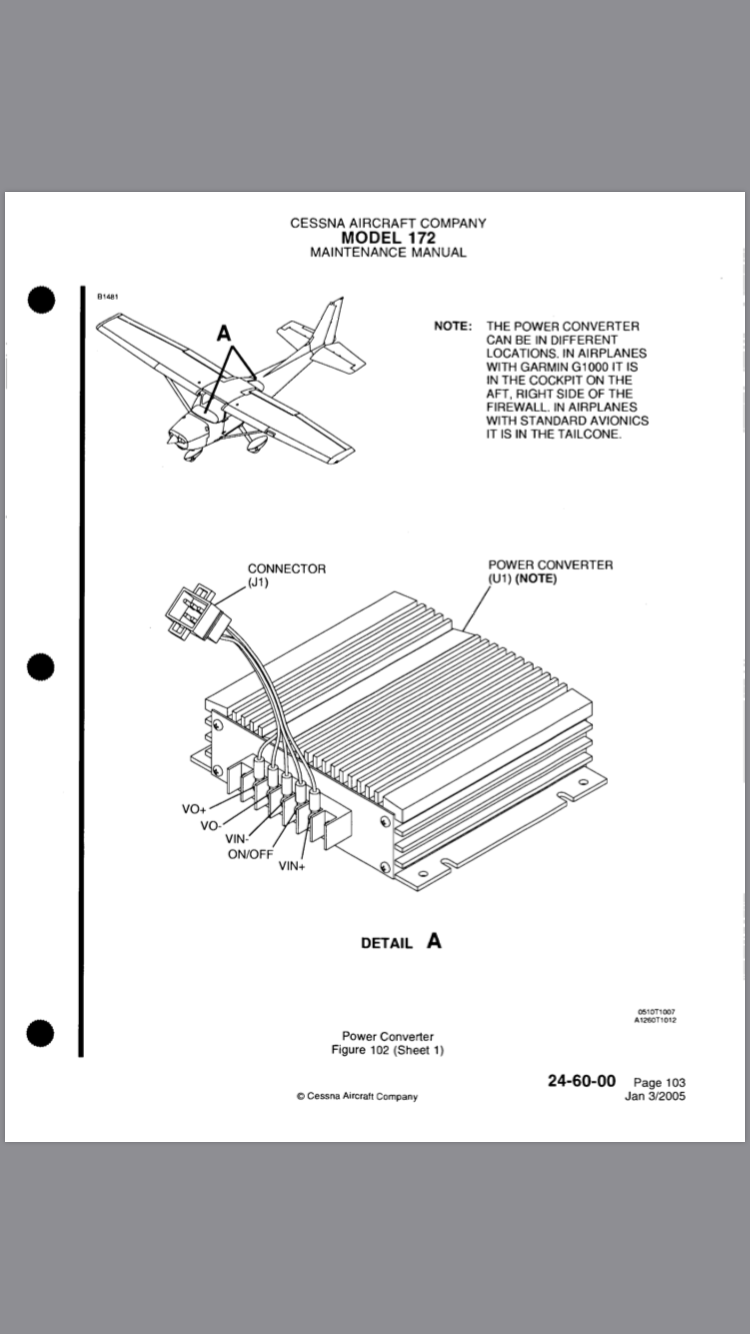 CESSNA AIRCRAFT COMPANY
MODEL 172
MAINTENANCE MANUAL
B1481
A
NOTE: THE POWER CONVERTER
CAN BE IN DIFFERENT
LOCATIONS. IN AIRPLANES
WITH GARMIN G1000 IT IS
IN THE COCKPIT ON THE
AFT, RIGHT SIDE OF THE
FIREWALL. IN AIRPLANES
WITH STANDARD AVIONICS
IT IS IN THE TAILCONE.
CONNECTOR
(J1)
POWER CONVERTER
(U1) (NOTE)
VO+
VO-
VIN-
ON/OFF
VIN+
DETAIL A
0510T1007
A1260T1012
Power Converter
Figure 102 (Sheet 1)
24-60-00 Page 103
© Cessna Aircraft Company
Jan 3/2005